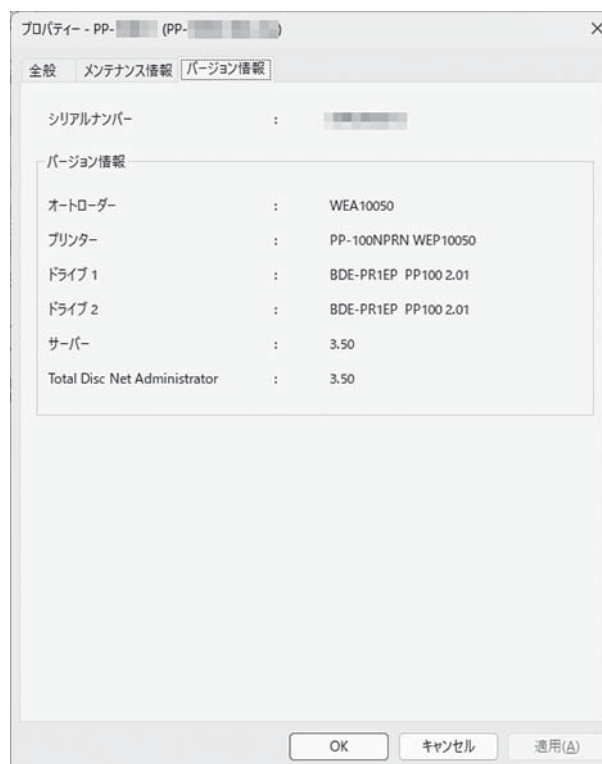 プロパティー - PP- (PP- )
全般 メンテナンス情報 バージョン情報
シリアルナンバー :
バージョン情報
オートローダー : WEA10050
プリンター : PP-100NPRN WEP10050
ドライブ 1 : BDE-PR1EP PP100 2.01
ドライブ 2 : BDE-PR1EP PP100 2.01
サーバー : 3.50
Total Disc Net Administrator : 3.50
OK キャンセル 適用(A)